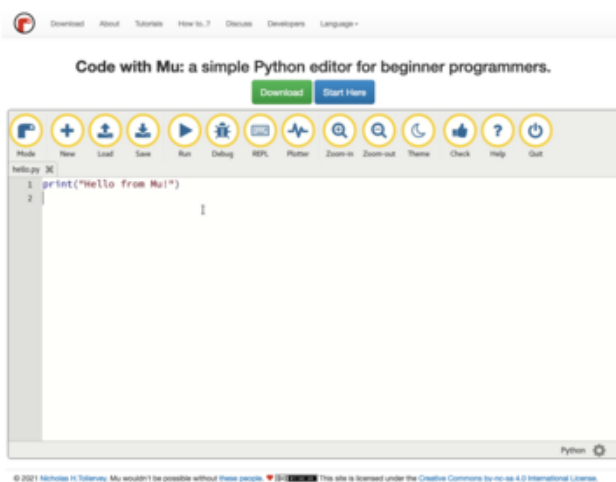 Download About Tutorials How to..? Discuss Developers Language
Code with Mu: a simple Python editor for beginner programmers.
Download Start Here
Mode New Load Save Run Debug REPL Plotter Zoom-in Zoom-out Theme Check Help Quit
hello.py
1 print("Hello from Mu!")
2
Python
© 2021 Nicholas H.Tollervey. Mu wouldn't be possible without these people. This site is licensed under the Creative Commons by-nc-sa 4.0 International License.